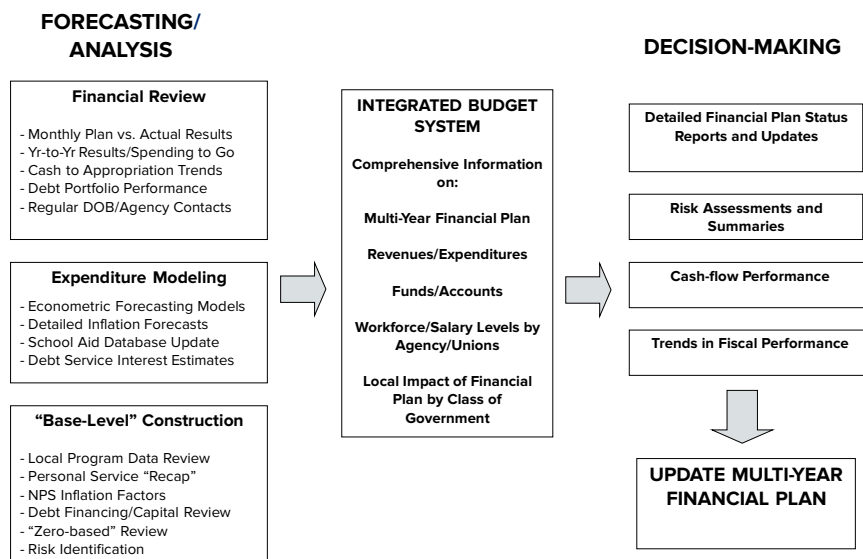 FORECASTING/
ANALYSIS
Financial Review
- Monthly Plan vs. Actual Results
- Yr-to-Yr Results/Spending to Go
- Cash to Appropriation Trends
- Debt Portfolio Performance
- Regular DOB/Agency Contacts
Expenditure Modeling
- Econometric Forecasting Models
- Detailed Inflation Forecasts
- School Aid Database Update
- Debt Service Interest Estimates
“Base-Level” Construction
- Local Program Data Review
- Personal Service “Recap”
- NPS Inflation Factors
- Debt Financing/Capital Review
- “Zero-based” Review
- Risk Identification
INTEGRATED BUDGET
SYSTEM
Comprehensive Information
on:
Multi-Year Financial Plan
Revenues/Expenditures
Funds/Accounts
Workforce/Salary Levels by
Agency/Unions
Local Impact of Financial
Plan by Class of
Government
DECISION-MAKING
Detailed Financial Plan Status
Reports and Updates
Risk Assessments and
Summaries
Cash-flow Performance
Trends in Fiscal Performance
UPDATE MULTI-YEAR
FINANCIAL PLAN